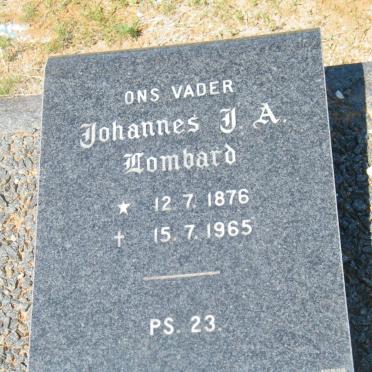 ONS VADER
Johannes J. A.
Lombard
★ 12. 7. 1876
† 15. 7. 1965
PS. 23.